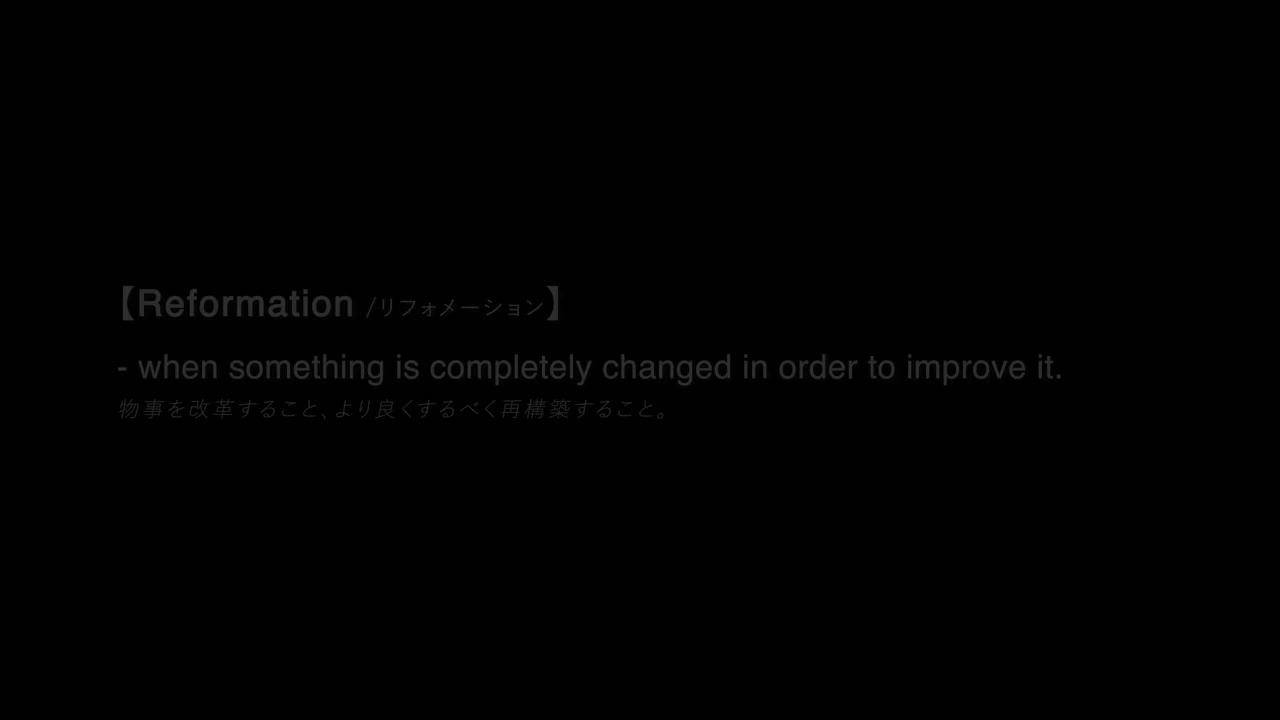 【Reformation /リフォメーション】
- when something is completely changed in order to improve it.
物事を改革すること、より良くするべく再構築すること。